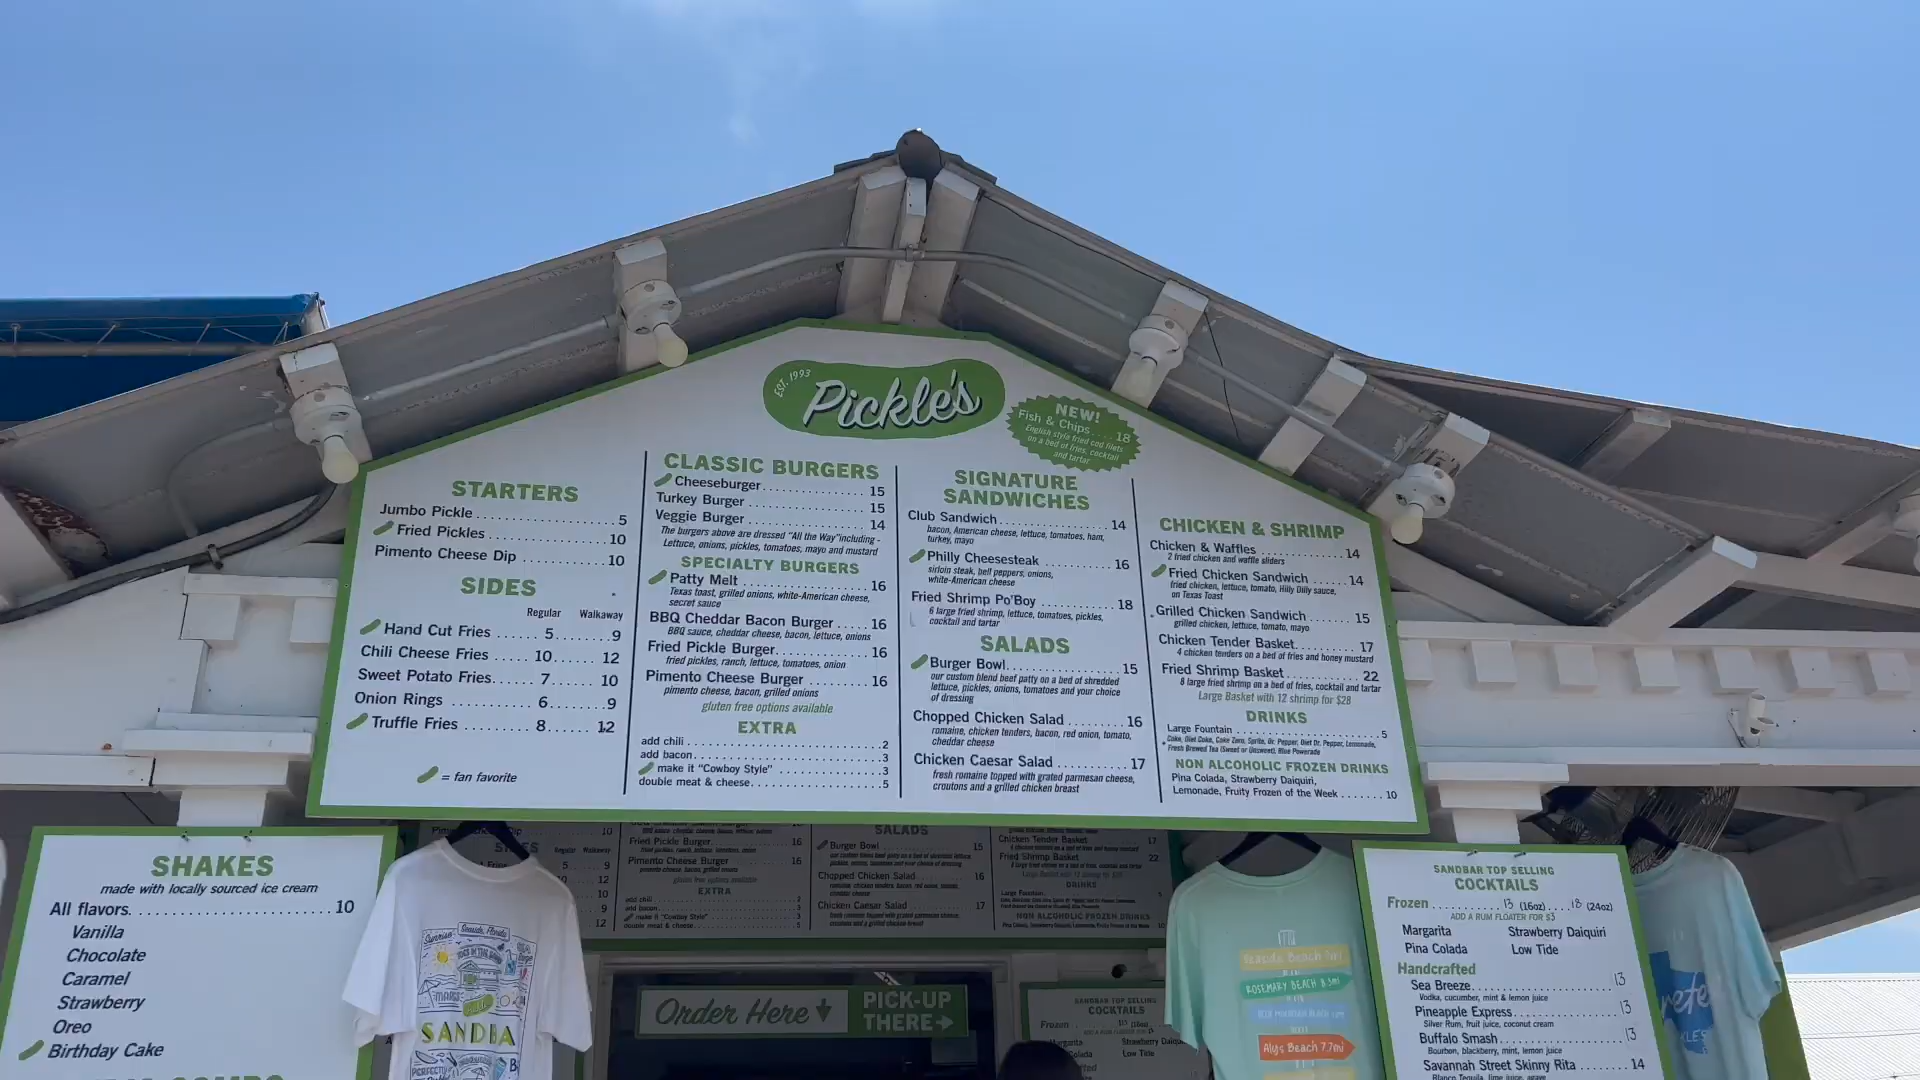 EST. 1993
Pickle's
NEW!
Fish & Chips .... 18
English style fried cod filets
on a bed of fries, cocktail
and tartar
STARTERS
Jumbo Pickle ........ 5
Fried Pickles ........ 10
Pimento Cheese Dip ........ 10
SIDES
Regular Walkaway
Hand Cut Fries ...... 5 ...... 9
Chili Cheese Fries ..... 10 ...... 12
Sweet Potato Fries ...... 7 ...... 10
Onion Rings ...... 6 ...... 9
Truffle Fries ...... 8 ...... 12
= fan favorite
CLASSIC BURGERS
Cheeseburger ........ 15
Turkey Burger ........ 15
Veggie Burger ........ 14
The burgers above are dressed "All the Way"including -
Lettuce, onions, pickles, tomatoes, mayo and mustard
SPECIALTY BURGERS
Patty Melt ........ 16
Texas toast, grilled onions, white-American cheese,
secret sauce
BBQ Cheddar Bacon Burger .... 16
BBQ sauce, cheddar cheese, bacon, lettuce, onions
Fried Pickle Burger ........ 16
fried pickles, ranch, lettuce, tomatoes, onion
Pimento Cheese Burger ........ 16
pimento cheese, bacon, grilled onions
gluten free options available
EXTRA
add chili ........ 2
add bacon ........ 3
make it "Cowboy Style" ........ 3
double meat & cheese ........ 5
SIGNATURE
SANDWICHES
Club Sandwich ........ 14
bacon, American cheese, lettuce, tomatoes, ham,
turkey, mayo
Philly Cheesesteak ........ 16
sirloin steak, bell peppers, onions,
white-American cheese
Fried Shrimp Po'Boy ........ 18
6 large fried shrimp, lettuce, tomatoes, pickles,
cocktail and tartar
SALADS
Burger Bowl ........ 15
our custom blend beef patty on a bed of shredded
lettuce, pickles, onions, tomatoes and your choice
of dressing
Chopped Chicken Salad ........ 16
romaine, chicken tenders, bacon, red onion, tomato,
cheddar cheese
Chicken Caesar Salad ........ 17
fresh romaine topped with grated parmesan cheese,
croutons and a grilled chicken breast
CHICKEN & SHRIMP
Chicken & Waffles ........ 14
2 fried chicken and waffle sliders
Fried Chicken Sandwich ...... 14
fried chicken, lettuce, tomato, Hilly Dilly sauce,
on Texas Toast
Grilled Chicken Sandwich ...... 15
grilled chicken, lettuce, tomato, mayo
Chicken Tender Basket ...... 17
4 chicken tenders on a bed of fries and honey mustard
Fried Shrimp Basket ........ 22
8 large fried shrimp on a bed of fries, cocktail and tartar
Large Basket with 12 shrimp for $28
DRINKS
Large Fountain ........ 5
Coke, Diet Coke, Coke Zero, Sprite, Dr. Pepper, Diet Dr. Pepper, Lemonade,
Fresh Brewed Tea (Sweet or Unsweet), Blue Powerade
NON ALCOHOLIC FROZEN DRINKS
Pina Colada, Strawberry Daiquiri,
Lemonade, Fruity Frozen of the Week ....... 10
SHAKES
made with locally sourced ice cream
All flavors ........ 10
Vanilla
Chocolate
Caramel
Strawberry
Oreo
Birthday Cake
Order Here
PICK-UP
THERE
Seaside, Florida
SANDBA
Rosemary Beach 8.3mi
Alys Beach 7.7mi
SANDBAR TOP SELLING
COCKTAILS
Frozen ........ 13 (16oz) .... 18 (24oz)
ADD A RUM FLOATER FOR $3
Margarita Strawberry Daiquiri
Pina Colada Low Tide
Handcrafted
Sea Breeze ........ 13
Vodka, cucumber, mint & lemon juice
Pineapple Express ........ 13
Silver Rum, fruit juice, coconut cream
Buffalo Smash ........ 13
Bourbon, blackberry, mint, lemon juice
Savannah Street Skinny Rita ....... 14
Blanco Tequila, lime juice, agave